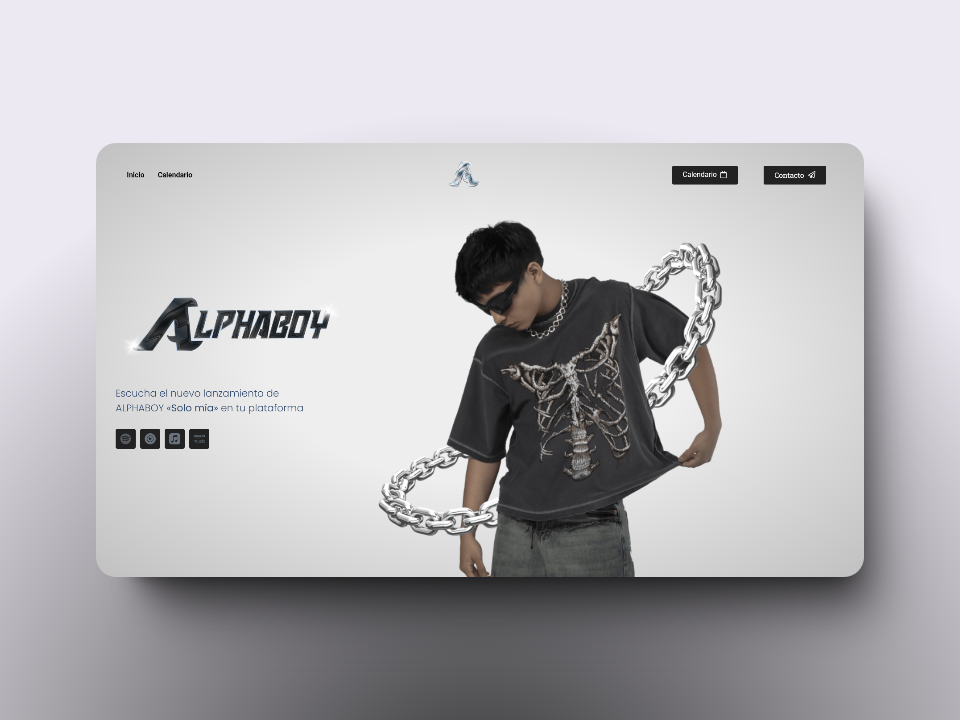 Inicio
Calendario
Calendario
Contacto
ALPHABOY
Escucha el nuevo lanzamiento de
ALPHABOY «Solo mía» en tu plataforma